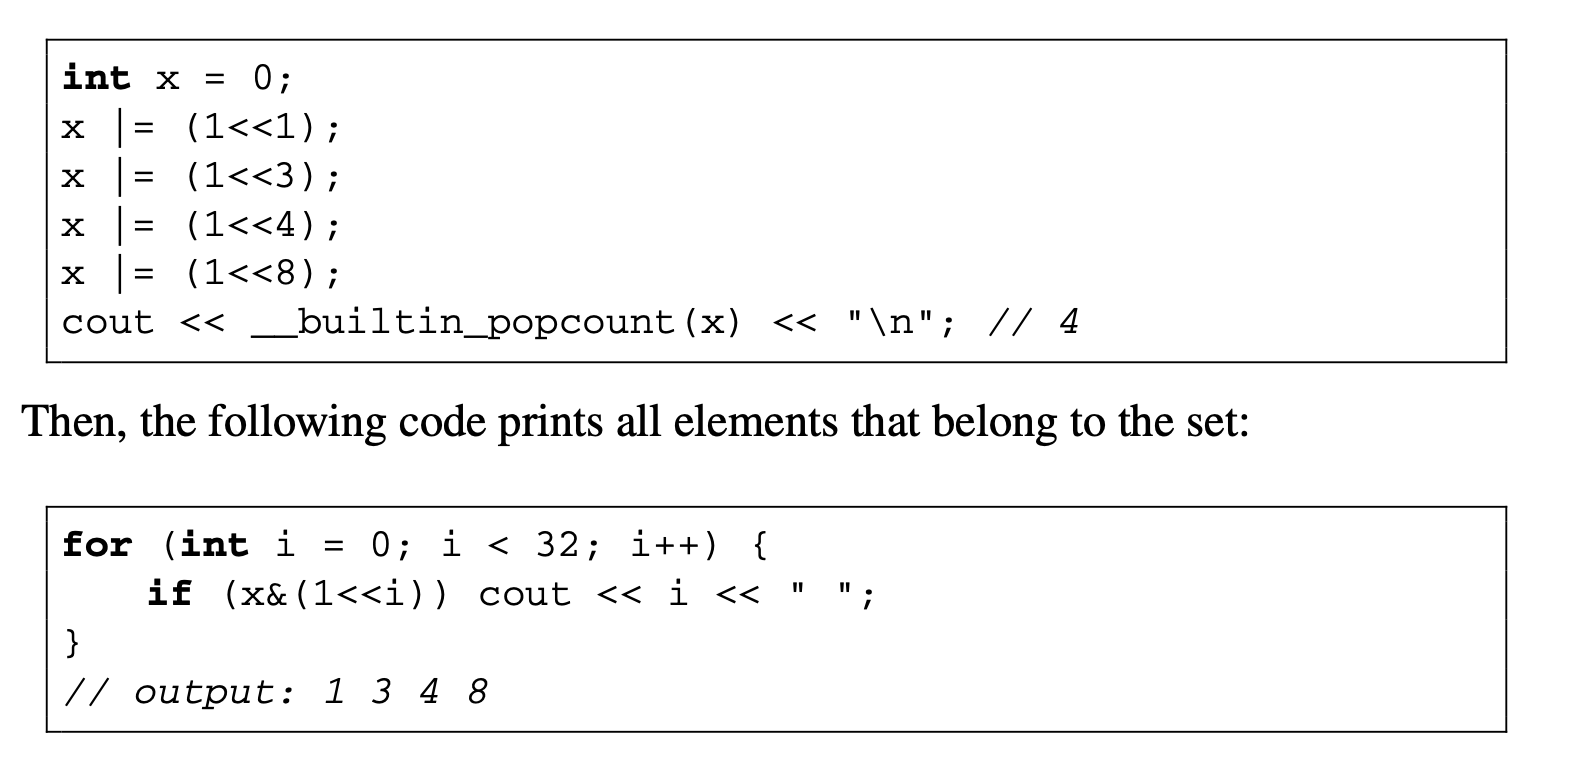 int x = 0;
x |= (1<<1);
x |= (1<<3);
x |= (1<<4);
x |= (1<<8);
cout << __builtin_popcount(x) << "\n"; // 4
Then, the following code prints all elements that belong to the set:
for (int i = 0; i < 32; i++) {
    if (x&(1<<i)) cout << i << " ";
}
// output: 1 3 4 8